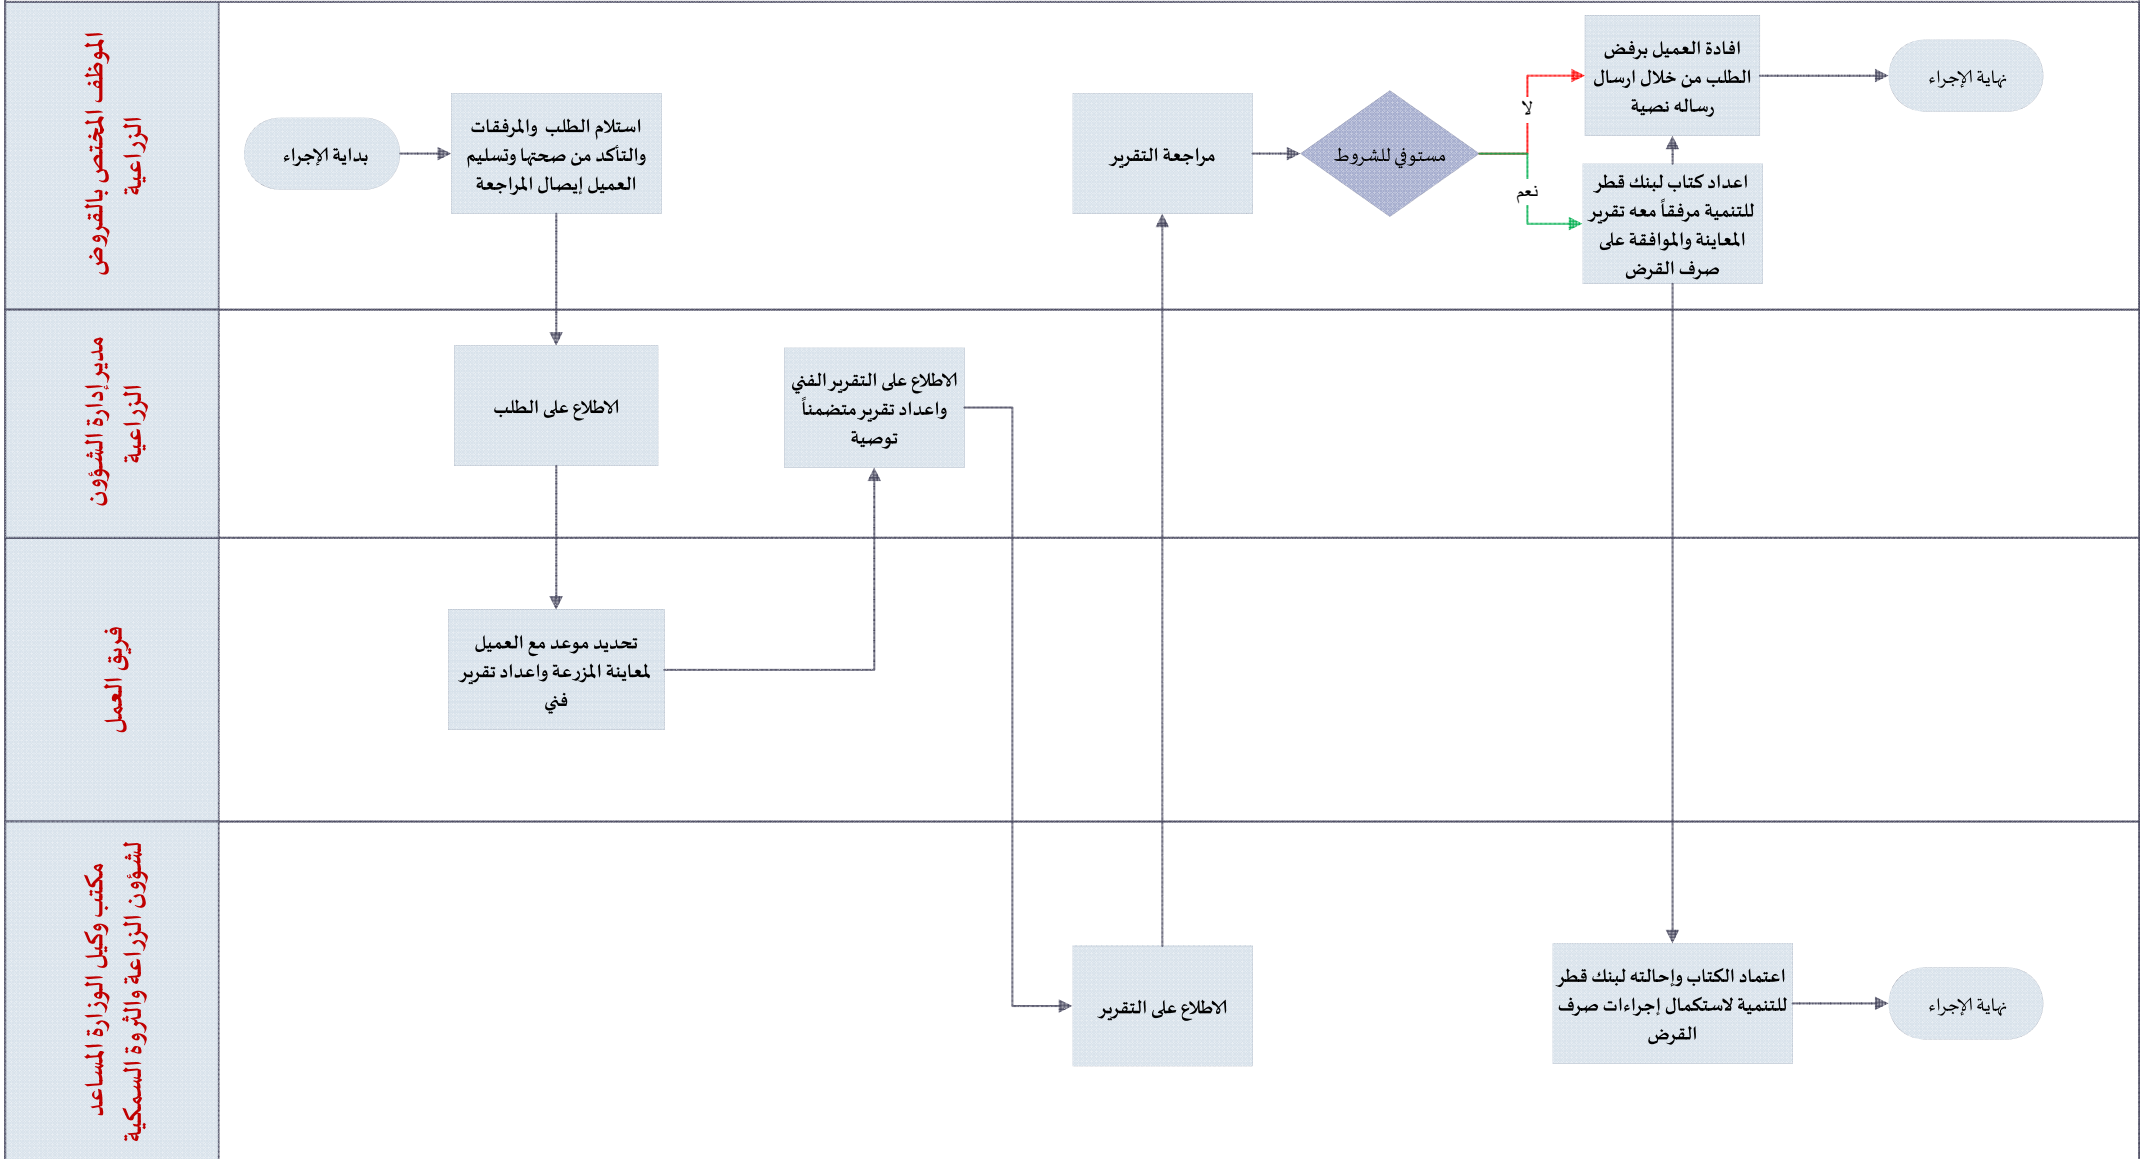 الموظف المختص بالقروض
الزراعية
بداية الإجراء
استلام الطلب والمرفقات
والتأكد من صحتها وتسليم
العميل إيصال المراجعة
مراجعة التقرير
مستوفي للشروط
لا
نعم
افادة العميل برفض
الطلب من خلال ارسال
رساله نصية
نهاية الإجراء
اعداد كتاب لبنك قطر
للتنمية مرفقاً معه تقرير
المعاينة والموافقة على
صرف القرض
مدير إدارة الشؤون
الزراعية
الاطلاع على الطلب
الاطلاع على التقرير الفني
واعداد تقرير متضمناً
توصية
فريق العمل
تحديد موعد مع العميل
لمعاينة المزرعة واعداد تقرير
فني
مكتب وكيل الوزارة المساعد
لشؤون الزراعة والثروة السمكية
الاطلاع على التقرير
اعتماد الكتاب وإحالته لبنك قطر
للتنمية لاستكمال إجراءات صرف
القرض
نهاية الإجراء